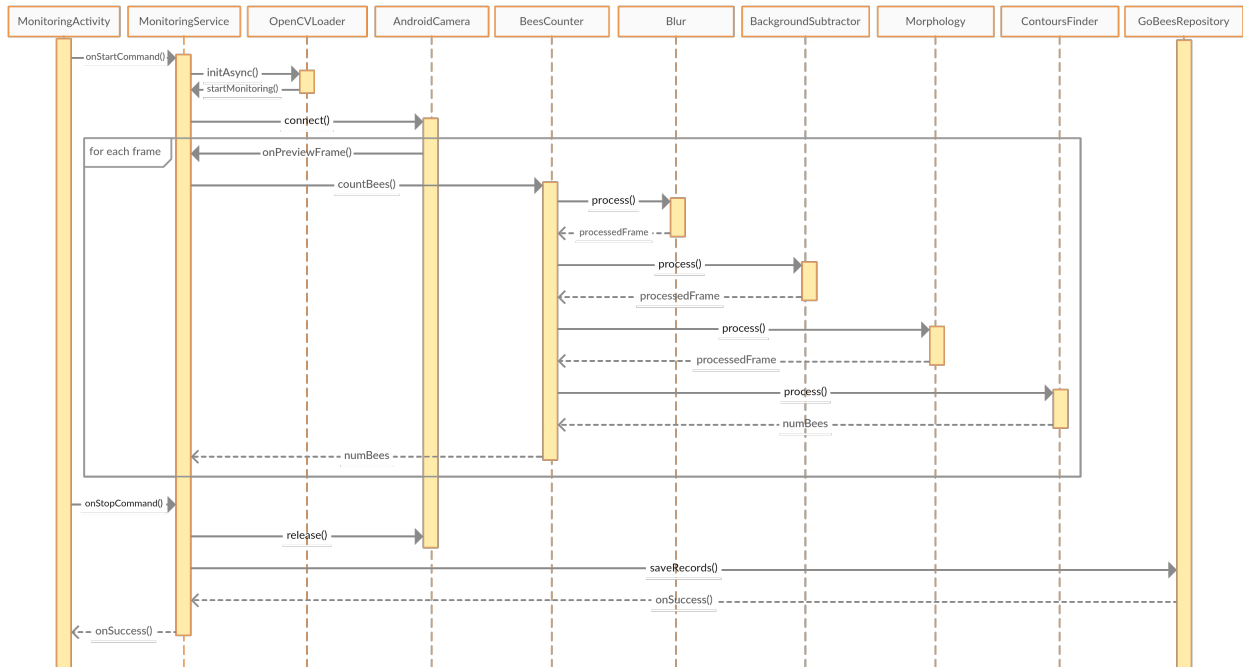 MonitoringActivity
MonitoringService
OpenCVLoader
AndroidCamera
BeesCounter
Blur
BackgroundSubtractor
Morphology
ContoursFinder
GoBeesRepository
onStartCommand()
initAsync()
startMonitoring()
connect()
for each frame
onPreviewFrame()
countBees()
process()
processedFrame
process()
processedFrame
process()
processedFrame
process()
numBees
numBees
onStopCommand()
release()
saveRecords()
onSuccess()
onSuccess()